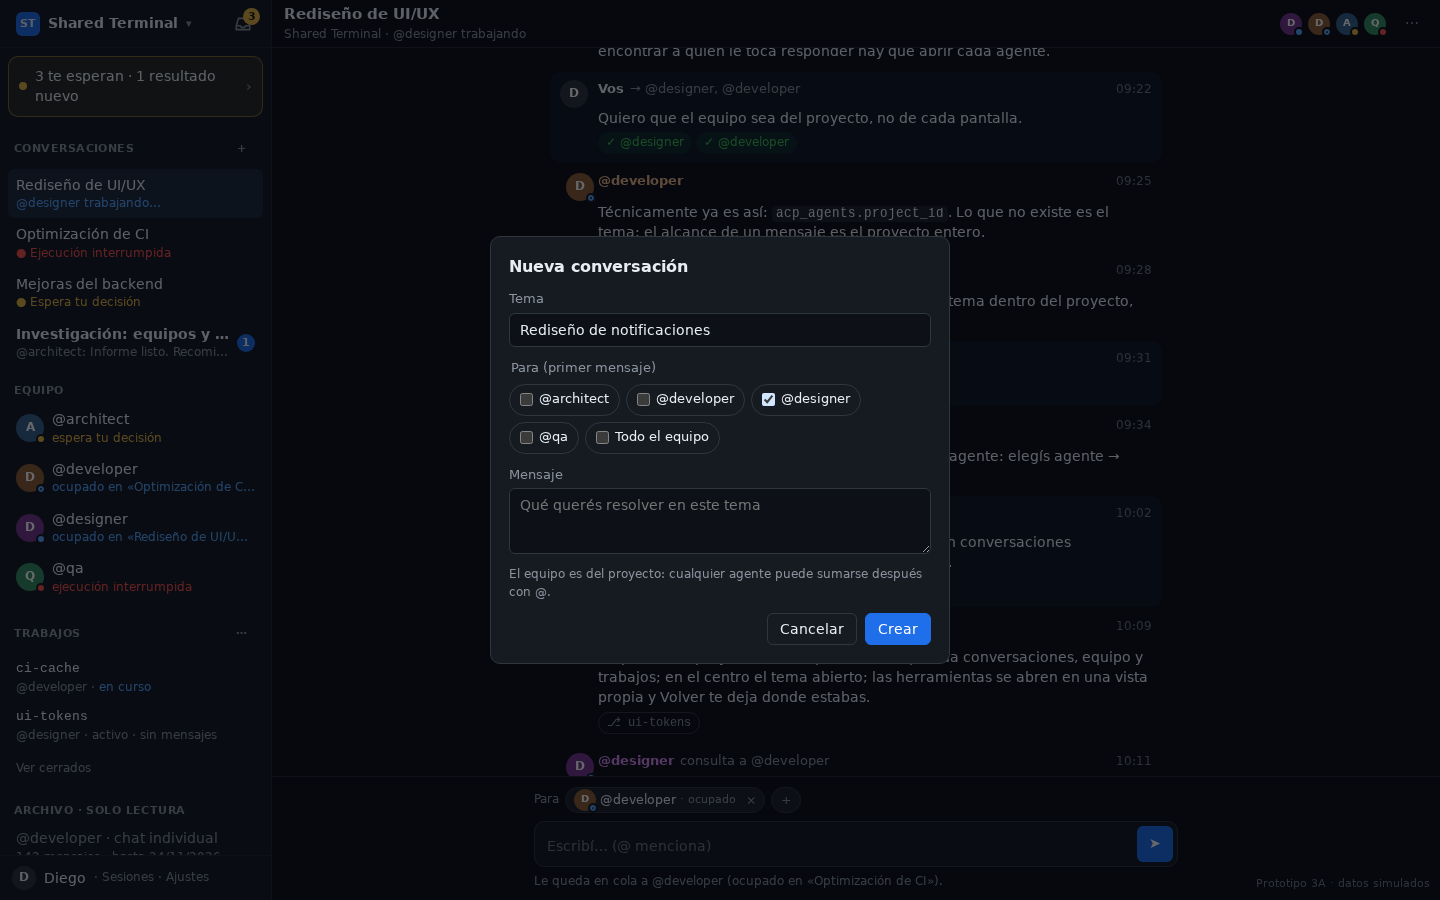 ST Shared Terminal ▾ 3
3 te esperan · 1 resultado
nuevo ›
CONVERSACIONES +
Rediseño de UI/UX
@designer trabajando…
Optimización de CI
Ejecución interrumpida
Mejoras del backend
Espera tu decisión
Investigación: equipos y …
@architect: Informe listo. Recomi… 1
EQUIPO
A @architect
espera tu decisión
D @developer
ocupado en «Optimización de C…
D @designer
ocupado en «Rediseño de UI/U…
Q @qa
ejecución interrumpida
TRABAJOS ···
ci-cache
@developer · en curso
ui-tokens
@designer · activo · sin mensajes
Ver cerrados
ARCHIVO · SOLO LECTURA
@developer · chat individual
D Diego · Sesiones · Ajustes
Rediseño de UI/UX
Shared Terminal · @designer trabajando
D D A Q ···
encontrar a quién le toca responder hay que abrir cada agente.
D Vos → @designer, @developer 09:22
Quiero que el equipo sea del proyecto, no de cada pantalla.
✓ @designer ✓ @developer
D @developer 09:25
Técnicamente ya es así: acp_agents.project_id. Lo que no existe es el
tema: el alcance de un mensaje es el proyecto entero.
09:28
tema dentro del proyecto,
09:31
09:34
agente: elegís agente →
10:02
conversaciones
10:09
conversaciones, equipo y
trabajos; en el centro el tema abierto; las herramientas se abren en una vista
propia y Volver te deja donde estabas.
⎇ ui-tokens
D @designer consulta a @developer 10:11
Nueva conversación
Tema
Rediseño de notificaciones
Para (primer mensaje)
@architect @developer @designer
@qa Todo el equipo
Mensaje
Qué querés resolver en este tema
El equipo es del proyecto: cualquier agente puede sumarse después
con @.
Cancelar Crear
Para D @developer · ocupado × +
Escribí… (@ menciona) ➤
Le queda en cola a @developer (ocupado en «Optimización de CI»).
Prototipo 3A · datos simulados